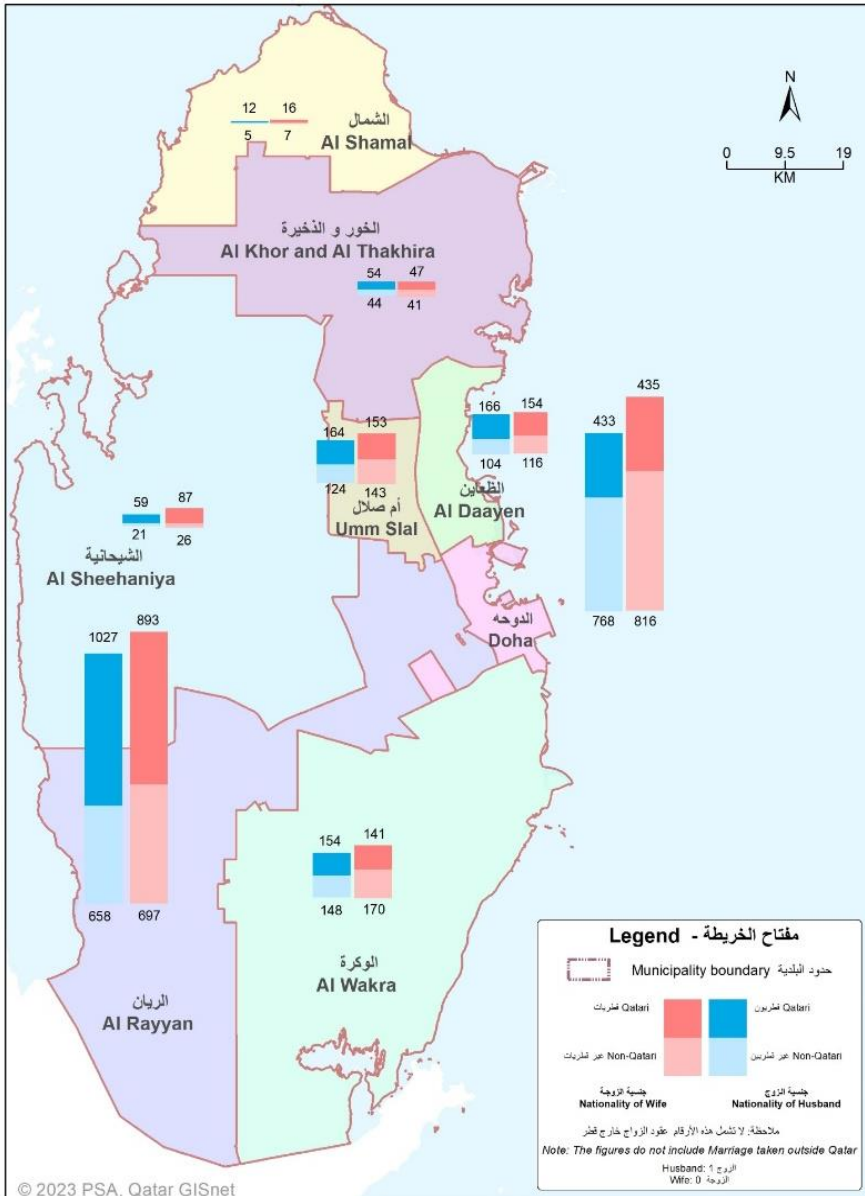 12 16
الشمال
5 7
Al Shamal
N
0 9.5 19
KM
الخور و الذخيرة
Al Khor and Al Thakhira
54 47
44 41
166 154
104 116
الظعاين
Al Daayen
433 435
768 816
164 153
124 143
أم صلال
Umm Slal
59 87
21 26
الشيحانية
Al Sheehaniya
الدوحه
Doha
1027 893
658 697
154 141
148 170
الوكرة
Al Wakra
الريان
Al Rayyan
Legend - مفتاح الخريطة
Municipality boundary حدود البلدية
قطريات Qatari
قطريون Qatari
غير قطريات Non-Qatari
غير قطريين Non-Qatari
جنسية الزوجة
Nationality of Wife
جنسية الزوج
Nationality of Husband
ملاحظة: لا تشمل هذه الأرقام عقود الزواج خارج قطر
Note: The figures do not include Marriage taken outside Qatar
Husband: 1 الزوج
Wife: 0 الزوجة
© 2023 PSA, Qatar GISnet